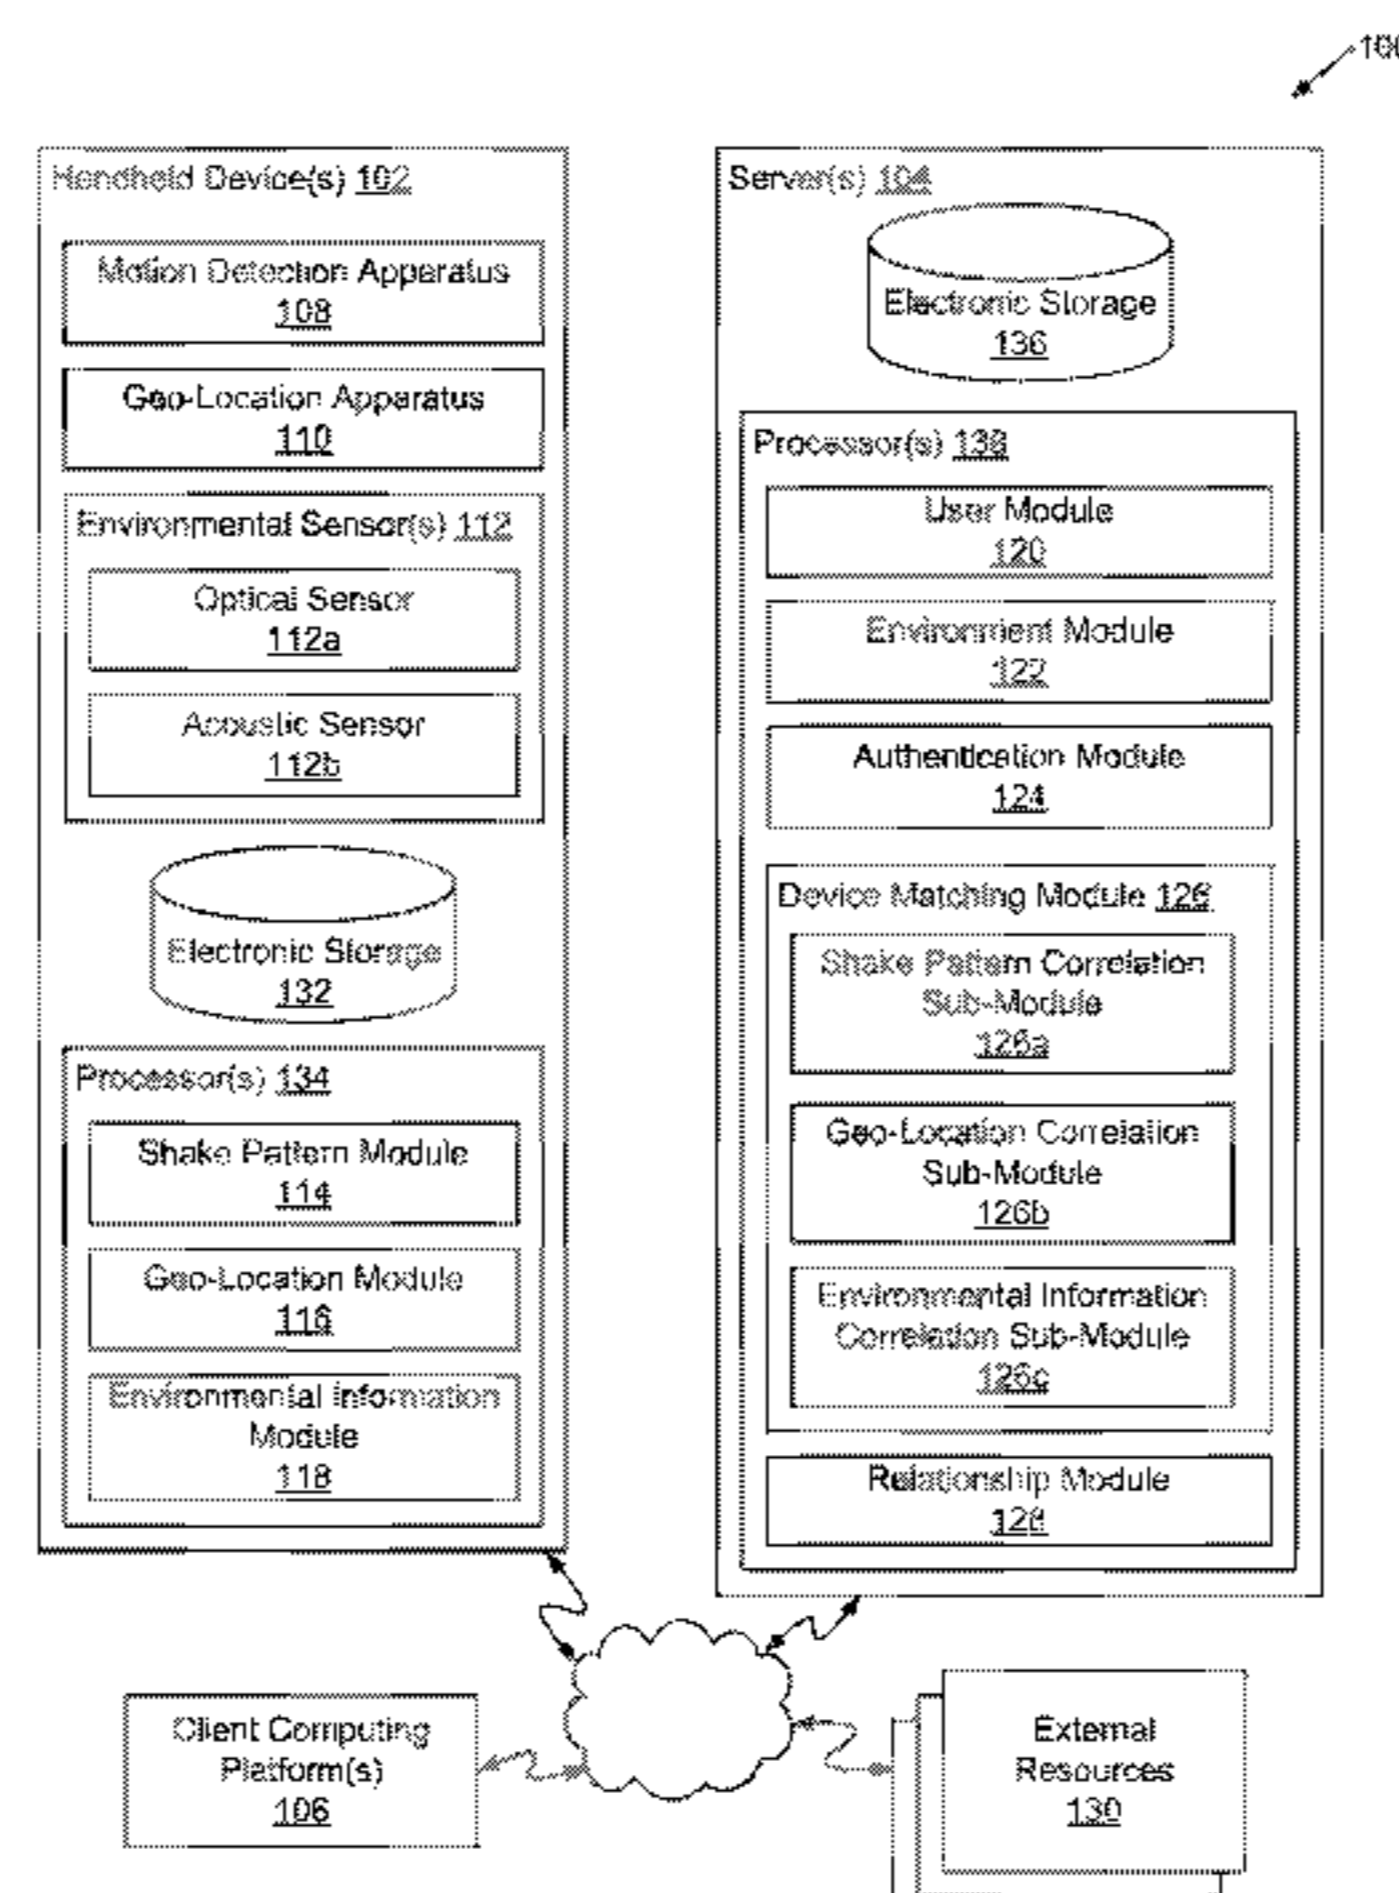 100
Handheld Device(s) 102
Motion Detection Apparatus
108
Geo-Location Apparatus
110
Environmental Sensor(s) 112
Optical Sensor
112a
Acoustic Sensor
112b
Electronic Storage
132
Processor(s) 134
Shake Pattern Module
114
Geo-Location Module
116
Environmental Information
Module
118
Server(s) 104
Electronic Storage
136
Processor(s) 138
User Module
120
Environment Module
122
Authentication Module
124
Device Matching Module 126
Shake Pattern Correlation
Sub-Module
126a
Geo-Location Correlation
Sub-Module
126b
Environmental Information
Correlation Sub-Module
126c
Relationship Module
128
Client Computing
Platform(s)
106
External
Resources
130